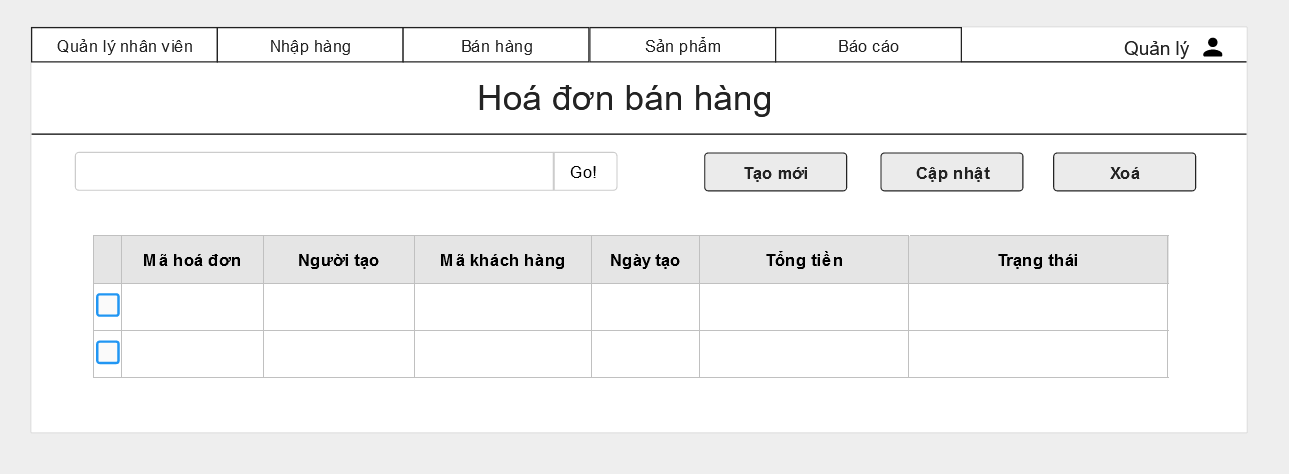 Quản lý nhân viên Nhập hàng Bán hàng Sản phẩm Báo cáo Quản lý
Hoá đơn bán hàng
Go! Tạo mới Cập nhật Xoá
Mã hoá đơn Người tạo Mã khách hàng Ngày tạo Tổng tiền Trạng thái